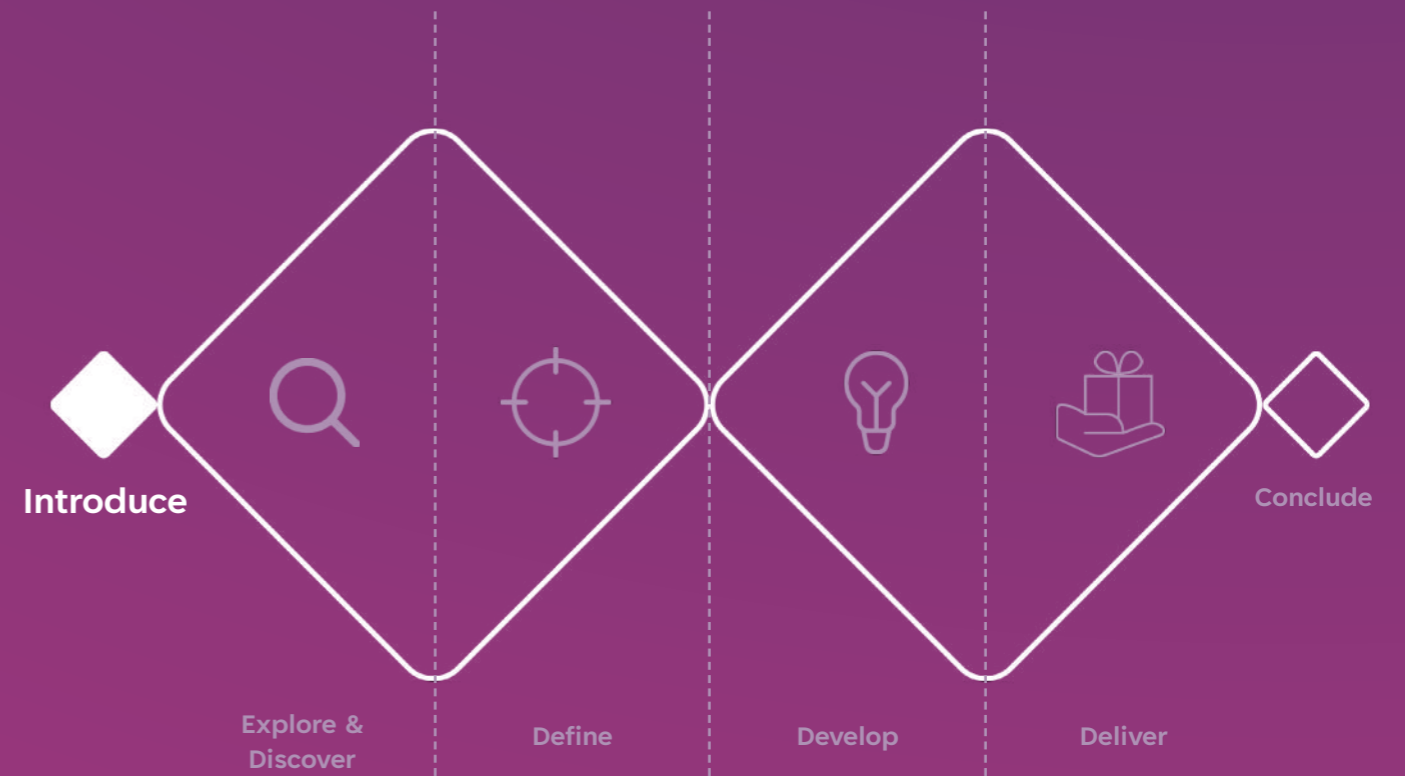 Introduce
Conclude
Explore &
Discover
Define
Develop
Deliver